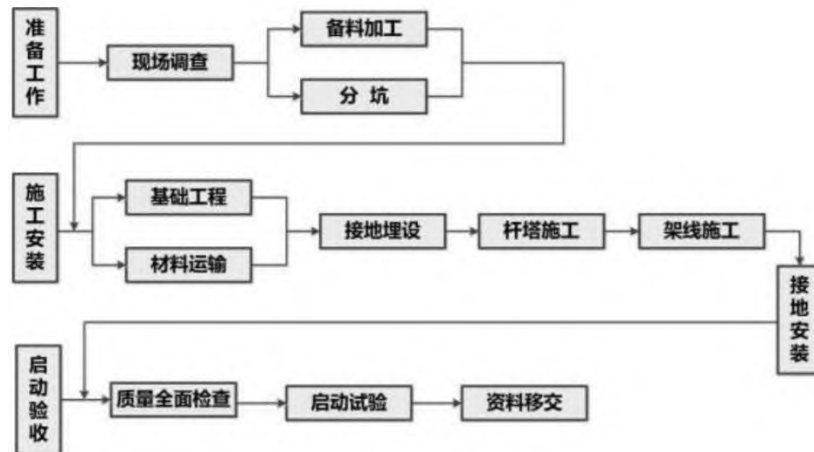 准备工作
现场调查
备料加工
分 坑
施工安装
基础工程
材料运输
接地埋设
杆塔施工
架线施工
接地安装
启动验收
质量全面检查
启动试验
资料移交